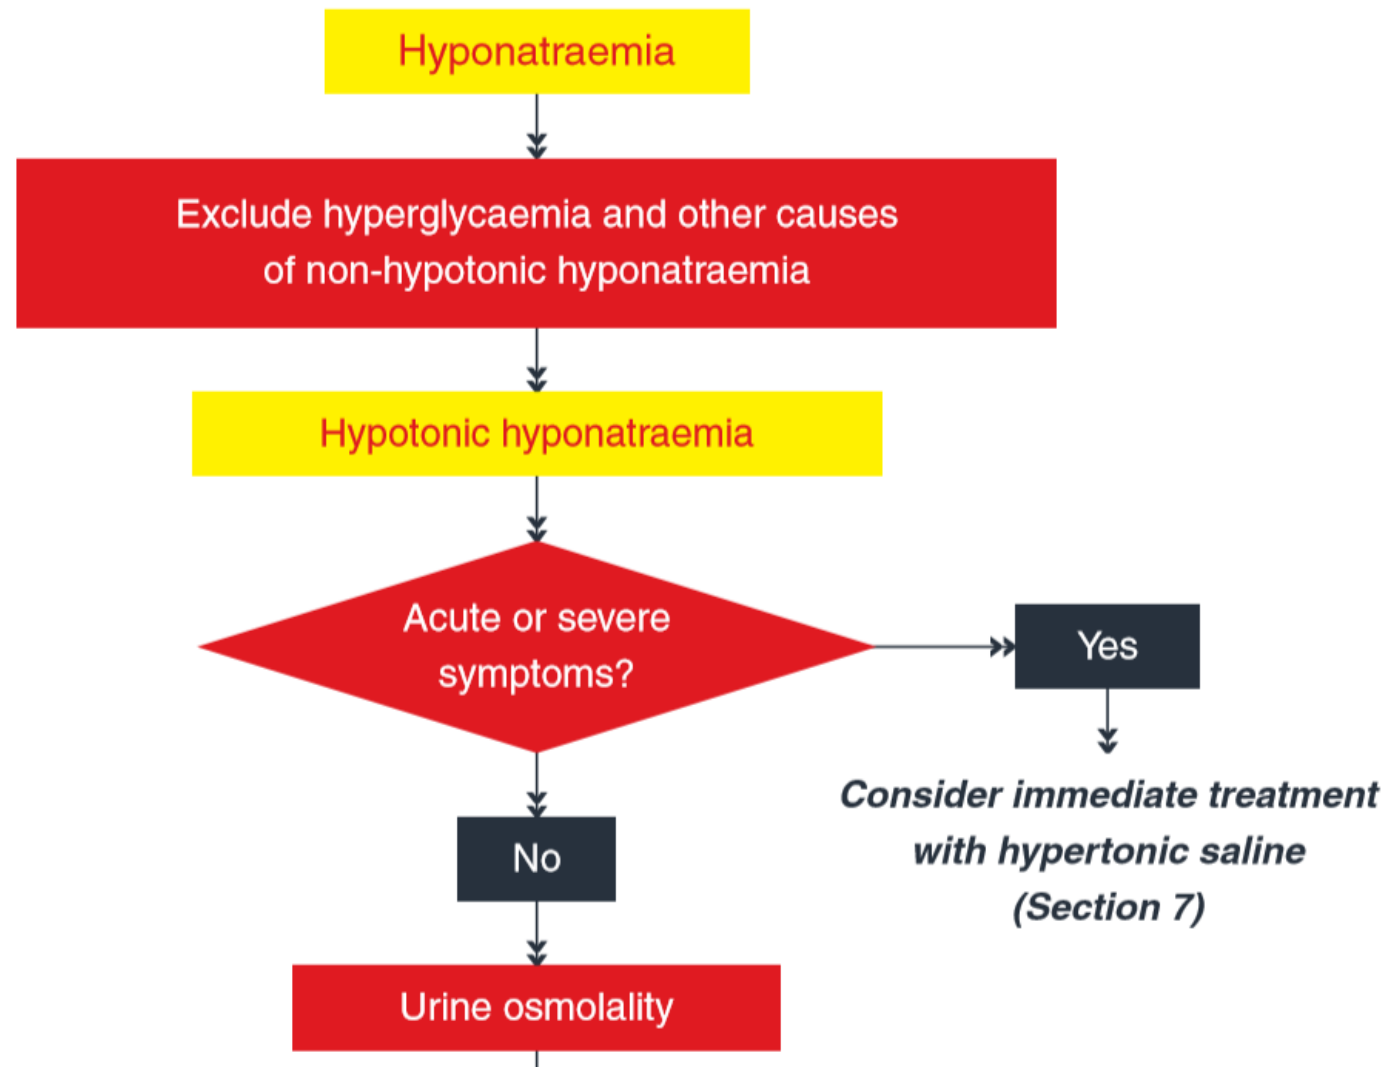 Hyponatraemia
Exclude hyperglycaemia and other causes
of non-hypotonic hyponatraemia
Hypotonic hyponatraemia
Acute or severe
symptoms?
Yes
Consider immediate treatment
with hypertonic saline
(Section 7)
No
Urine osmolality